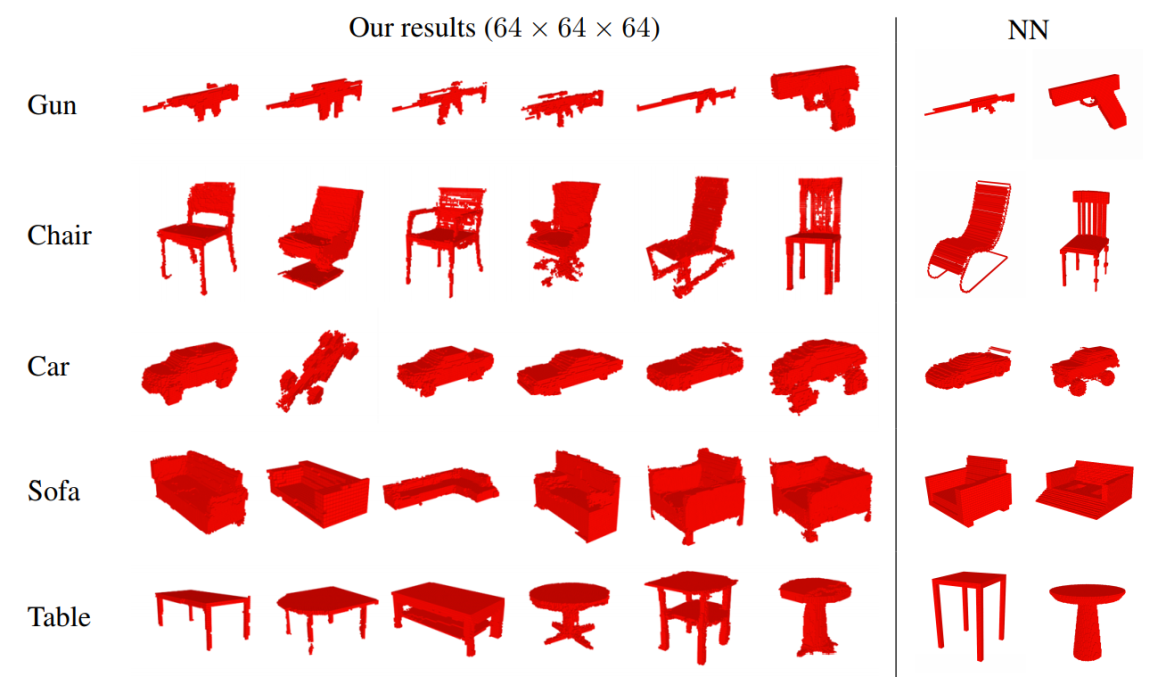 Our results (64 × 64 × 64) NN
Gun
Chair
Car
Sofa
Table